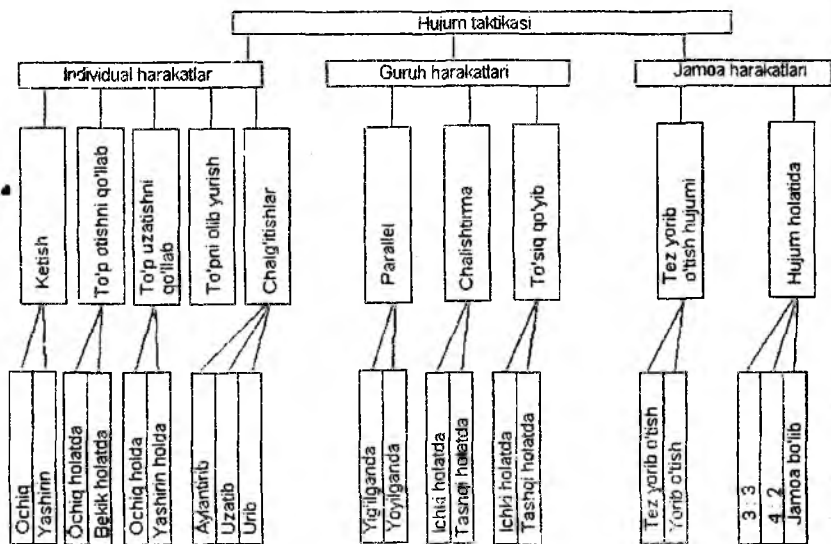 Hujum taktikasi
Individual harakatlar
Guruh harakatlari
Jamoa harakatlari
Ketish
To'p otishni qo'llab
To'p uzatishni
qo'llab
To'pni olib yurish
Chalg'itishlar
Parallel
Chalishtirma
To'siq qo'yib
Tez yorib
o'tish hujumi
Hujum holatida
Ochiq
Yashirin
Ochiq holatda
Bekik holatda
Ochiq holda
Yashirin holda
Aylantirib
Uzatib
Urib
Yig'ilganda
Yoyilganda
Ichki holatda
Tashqi holatda
Ichki holatda
Tashqi holatda
Tez yorib o'tish
Yorib o'tish
3 : 3
4 : 2
Jamoa bo'lib